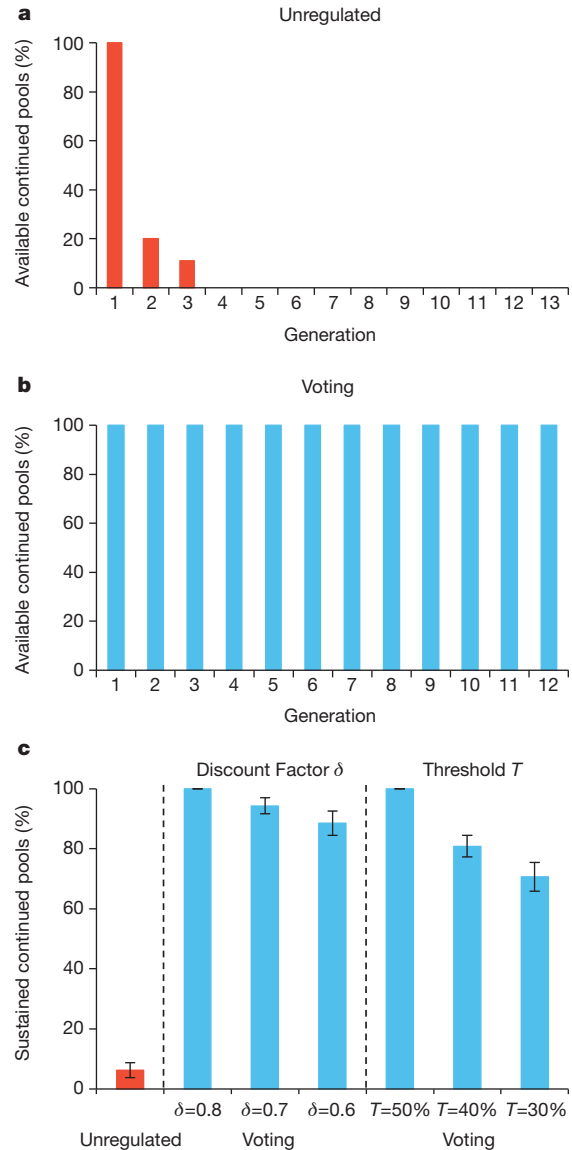 a
Unregulated
Available continued pools (%)
100
80
60
40
20
0
1 2 3 4 5 6 7 8 9 10 11 12 13
Generation
b
Voting
Available continued pools (%)
100
80
60
40
20
0
1 2 3 4 5 6 7 8 9 10 11 12
Generation
c
Discount Factor δ Threshold T
Sustained continued pools (%)
100
80
60
40
20
0
δ=0.8 δ=0.7 δ=0.6 T=50% T=40% T=30%
Unregulated Voting Voting